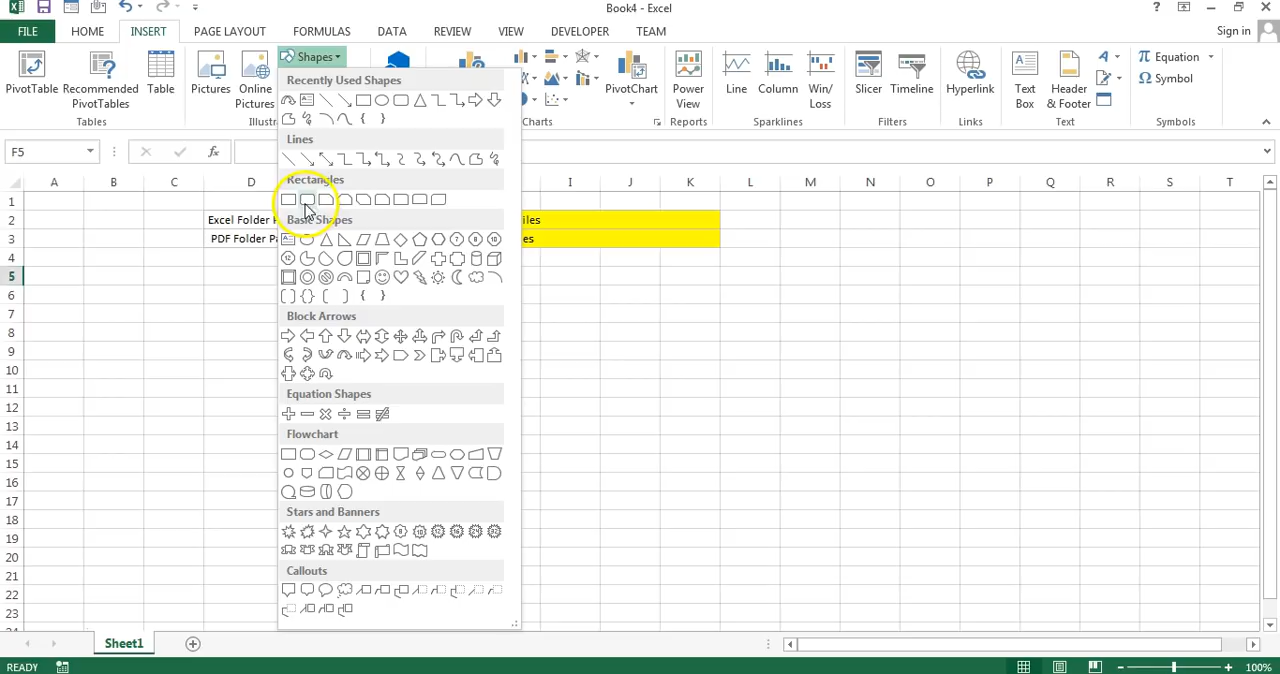 Book4 - Excel
FILE HOME INSERT PAGE LAYOUT FORMULAS DATA REVIEW VIEW DEVELOPER TEAM Sign in
PivotTable
Recommended
PivotTables
Table
Tables
Pictures
Online
Pictures
Shapes
PivotChart
Charts
Power
View
Reports
Line
Column
Win/
Loss
Sparklines
Slicer
Timeline
Filters
Hyperlink
Links
Text
Box
Header
& Footer
Text
Equation
Symbol
Symbols
F5
fx
Recently Used Shapes
Lines
Rectangles
Basic Shapes
Block Arrows
Equation Shapes
Flowchart
Stars and Banners
Callouts
A B C D I J K L M N O P Q R S T
1
2 Excel Folder
3 PDF Folder
4
5
6
7
8
9
10
11
12
13
14
15
16
17
18
19
20
21
22
23
Sheet1
READY
100%